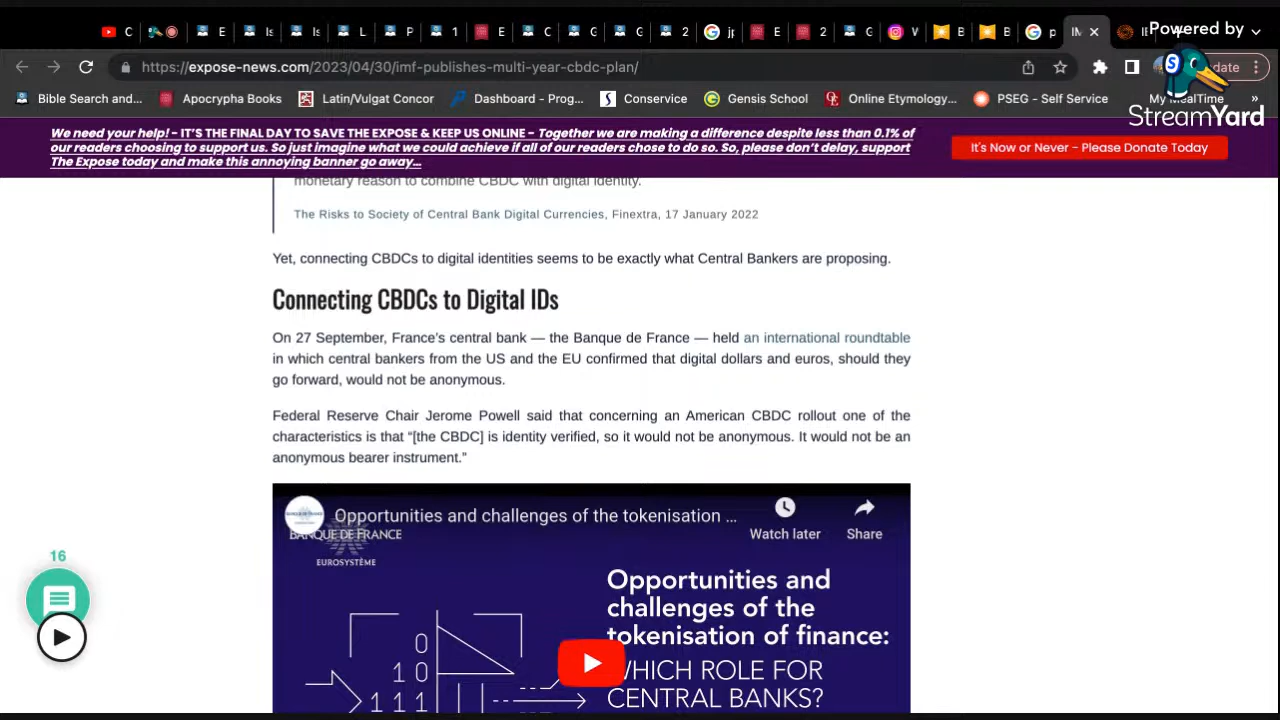 C
E
Is
Is
L
P
E
1
C
G
G
2
jp
E
2
G
V
B
B
p
IM
Powered by
https://expose-news.com/2023/04/30/imf-publishes-multi-year-cbdc-plan/
date
StreamYard
Bible Search and...
Apocrypha Books
Latin/Vulgat Concor
Dashboard - Prog...
Conservice
Gensis School
Online Etymology...
PSEG - Self Service
My MealTime
»
We need your help! - IT'S THE FINAL DAY TO SAVE THE EXPOSE & KEEP US ONLINE - Together we are making a difference despite less than 0.1% of
our readers choosing to support us. So just imagine what we could achieve if all of our readers chose to do so. So, please don't delay, support
The Expose today and make this annoying banner go away...
It's Now or Never - Please Donate Today
monetary reason to combine CBDC with digital identity.
The Risks to Society of Central Bank Digital Currencies, Finextra, 17 January 2022
Yet, connecting CBDCs to digital identities seems to be exactly what Central Bankers are proposing.
Connecting CBDCs to Digital IDs
On 27 September, France's central bank — the Banque de France — held an international roundtable
in which central bankers from the US and the EU confirmed that digital dollars and euros, should they
go forward, would not be anonymous.
Federal Reserve Chair Jerome Powell said that concerning an American CBDC rollout one of the
characteristics is that “[the CBDC] is identity verified, so it would not be anonymous. It would not be an
anonymous bearer instrument.”
Opportunities and challenges of the tokenisation ...
Watch later
Share
BANQUE DE FRANCE
EUROSYSTÈME
16
Opportunities and
challenges of the
tokenisation of finance:
WHICH ROLE FOR
CENTRAL BANKS?
0
10
111